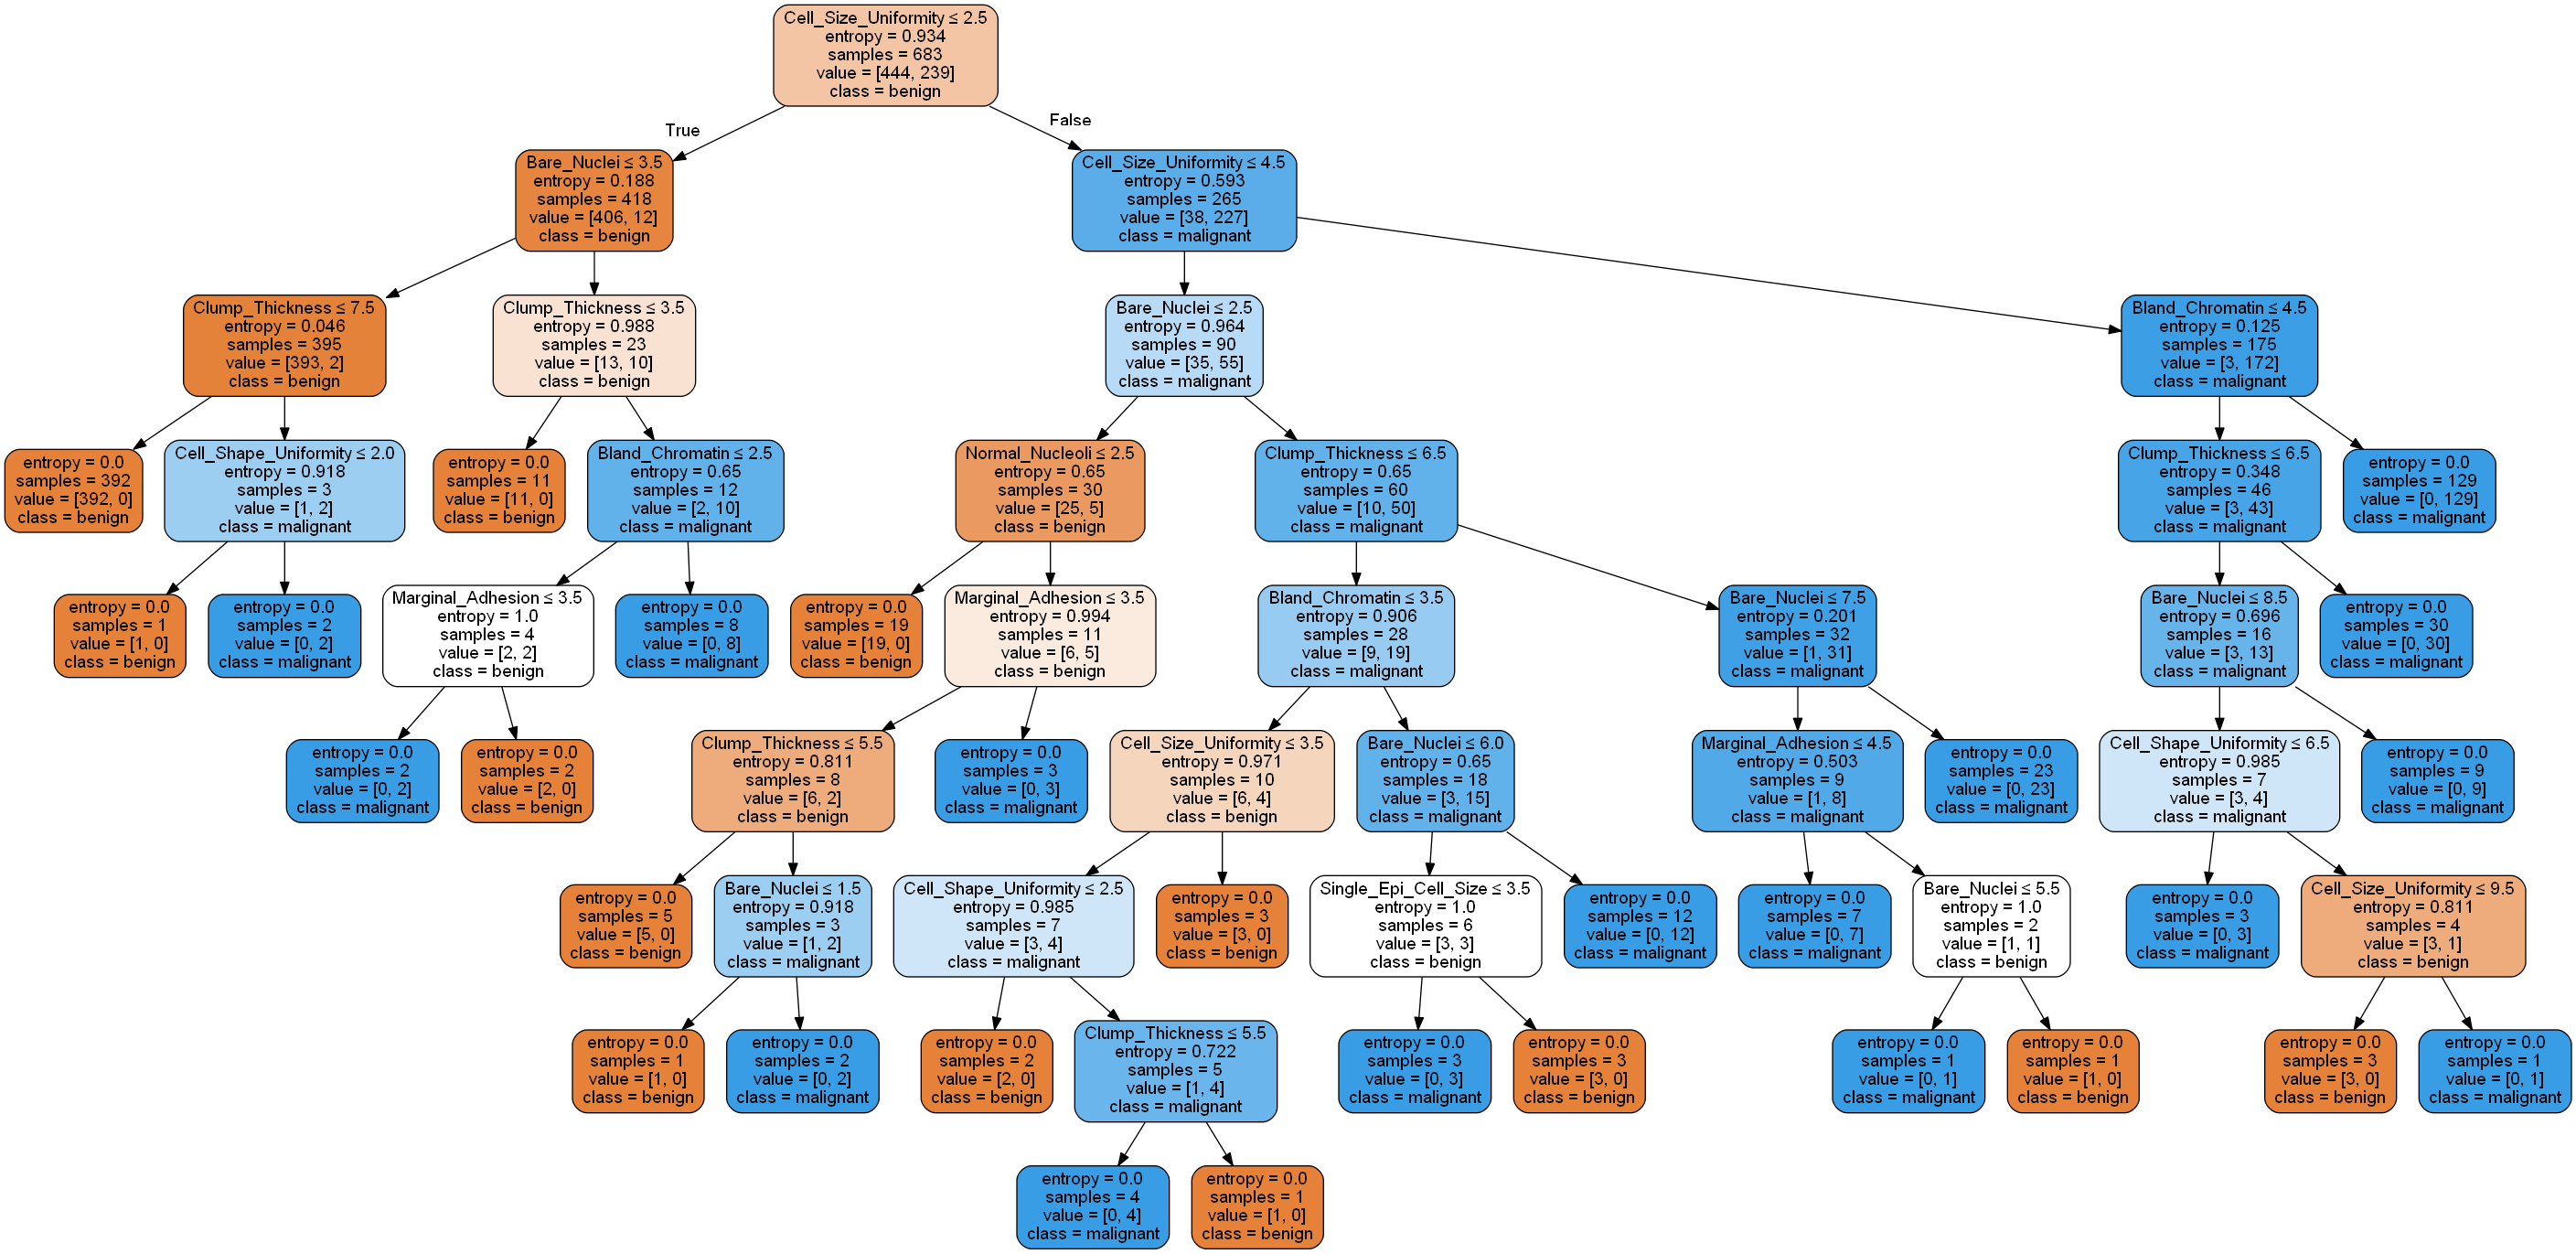 Cell_Size_Uniformity ≤ 2.5
entropy = 0.934
samples = 683
value = [444, 239]
class = benign
True
False
Bare_Nuclei ≤ 3.5
entropy = 0.188
samples = 418
value = [406, 12]
class = benign
Cell_Size_Uniformity ≤ 4.5
entropy = 0.593
samples = 265
value = [38, 227]
class = malignant
Clump_Thickness ≤ 7.5
entropy = 0.046
samples = 395
value = [393, 2]
class = benign
Clump_Thickness ≤ 3.5
entropy = 0.988
samples = 23
value = [13, 10]
class = benign
Bare_Nuclei ≤ 2.5
entropy = 0.964
samples = 90
value = [35, 55]
class = malignant
Bland_Chromatin ≤ 4.5
entropy = 0.125
samples = 175
value = [3, 172]
class = malignant
entropy = 0.0
samples = 392
value = [392, 0]
class = benign
Cell_Shape_Uniformity ≤ 2.0
entropy = 0.918
samples = 3
value = [1, 2]
class = malignant
entropy = 0.0
samples = 11
value = [11, 0]
class = benign
Bland_Chromatin ≤ 2.5
entropy = 0.65
samples = 12
value = [2, 10]
class = malignant
Normal_Nucleoli ≤ 2.5
entropy = 0.65
samples = 30
value = [25, 5]
class = benign
Clump_Thickness ≤ 6.5
entropy = 0.65
samples = 60
value = [10, 50]
class = malignant
Clump_Thickness ≤ 6.5
entropy = 0.348
samples = 46
value = [3, 43]
class = malignant
entropy = 0.0
samples = 129
value = [0, 129]
class = malignant
entropy = 0.0
samples = 1
value = [1, 0]
class = benign
entropy = 0.0
samples = 2
value = [0, 2]
class = malignant
Marginal_Adhesion ≤ 3.5
entropy = 1.0
samples = 4
value = [2, 2]
class = benign
entropy = 0.0
samples = 8
value = [0, 8]
class = malignant
entropy = 0.0
samples = 19
value = [19, 0]
class = benign
Marginal_Adhesion ≤ 3.5
entropy = 0.994
samples = 11
value = [6, 5]
class = benign
Bland_Chromatin ≤ 3.5
entropy = 0.906
samples = 28
value = [9, 19]
class = malignant
Bare_Nuclei ≤ 7.5
entropy = 0.201
samples = 32
value = [1, 31]
class = malignant
Bare_Nuclei ≤ 8.5
entropy = 0.696
samples = 16
value = [3, 13]
class = malignant
entropy = 0.0
samples = 30
value = [0, 30]
class = malignant
entropy = 0.0
samples = 2
value = [0, 2]
class = malignant
entropy = 0.0
samples = 2
value = [2, 0]
class = benign
Clump_Thickness ≤ 5.5
entropy = 0.811
samples = 8
value = [6, 2]
class = benign
entropy = 0.0
samples = 3
value = [0, 3]
class = malignant
Cell_Size_Uniformity ≤ 3.5
entropy = 0.971
samples = 10
value = [6, 4]
class = benign
Bare_Nuclei ≤ 6.0
entropy = 0.65
samples = 18
value = [3, 15]
class = malignant
Marginal_Adhesion ≤ 4.5
entropy = 0.503
samples = 9
value = [1, 8]
class = malignant
entropy = 0.0
samples = 23
value = [0, 23]
class = malignant
Cell_Shape_Uniformity ≤ 6.5
entropy = 0.985
samples = 7
value = [3, 4]
class = malignant
entropy = 0.0
samples = 9
value = [0, 9]
class = malignant
entropy = 0.0
samples = 5
value = [5, 0]
class = benign
Bare_Nuclei ≤ 1.5
entropy = 0.918
samples = 3
value = [1, 2]
class = malignant
Cell_Shape_Uniformity ≤ 2.5
entropy = 0.985
samples = 7
value = [3, 4]
class = malignant
entropy = 0.0
samples = 3
value = [3, 0]
class = benign
Single_Epi_Cell_Size ≤ 3.5
entropy = 1.0
samples = 6
value = [3, 3]
class = benign
entropy = 0.0
samples = 12
value = [0, 12]
class = malignant
entropy = 0.0
samples = 7
value = [0, 7]
class = malignant
Bare_Nuclei ≤ 5.5
entropy = 1.0
samples = 2
value = [1, 1]
class = benign
entropy = 0.0
samples = 3
value = [0, 3]
class = malignant
Cell_Size_Uniformity ≤ 9.5
entropy = 0.811
samples = 4
value = [3, 1]
class = benign
entropy = 0.0
samples = 1
value = [1, 0]
class = benign
entropy = 0.0
samples = 2
value = [0, 2]
class = malignant
entropy = 0.0
samples = 2
value = [2, 0]
class = benign
Clump_Thickness ≤ 5.5
entropy = 0.722
samples = 5
value = [1, 4]
class = malignant
entropy = 0.0
samples = 3
value = [0, 3]
class = malignant
entropy = 0.0
samples = 3
value = [3, 0]
class = benign
entropy = 0.0
samples = 1
value = [0, 1]
class = malignant
entropy = 0.0
samples = 1
value = [1, 0]
class = benign
entropy = 0.0
samples = 3
value = [3, 0]
class = benign
entropy = 0.0
samples = 1
value = [0, 1]
class = malignant
entropy = 0.0
samples = 4
value = [0, 4]
class = malignant
entropy = 0.0
samples = 1
value = [1, 0]
class = benign